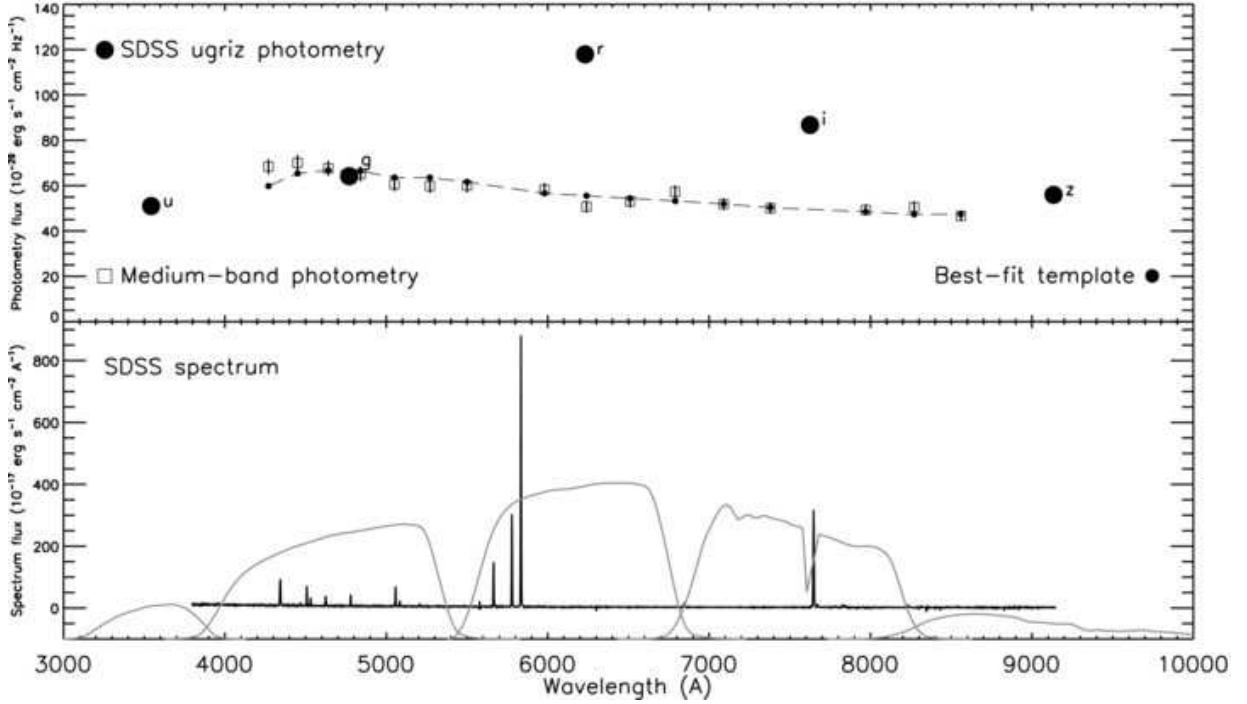 140
120
100
80
60
40
20
0
Photometry flux (10⁻²⁹ erg s⁻¹ cm⁻² Hz⁻¹)
SDSS ugriz photometry
r
i
g
u
z
Medium-band photometry
Best-fit template
800
600
400
200
0
Spectrum flux (10⁻¹⁷ erg s⁻¹ cm⁻² A⁻¹)
SDSS spectrum
3000 4000 5000 6000 7000 8000 9000 10000
Wavelength (A)